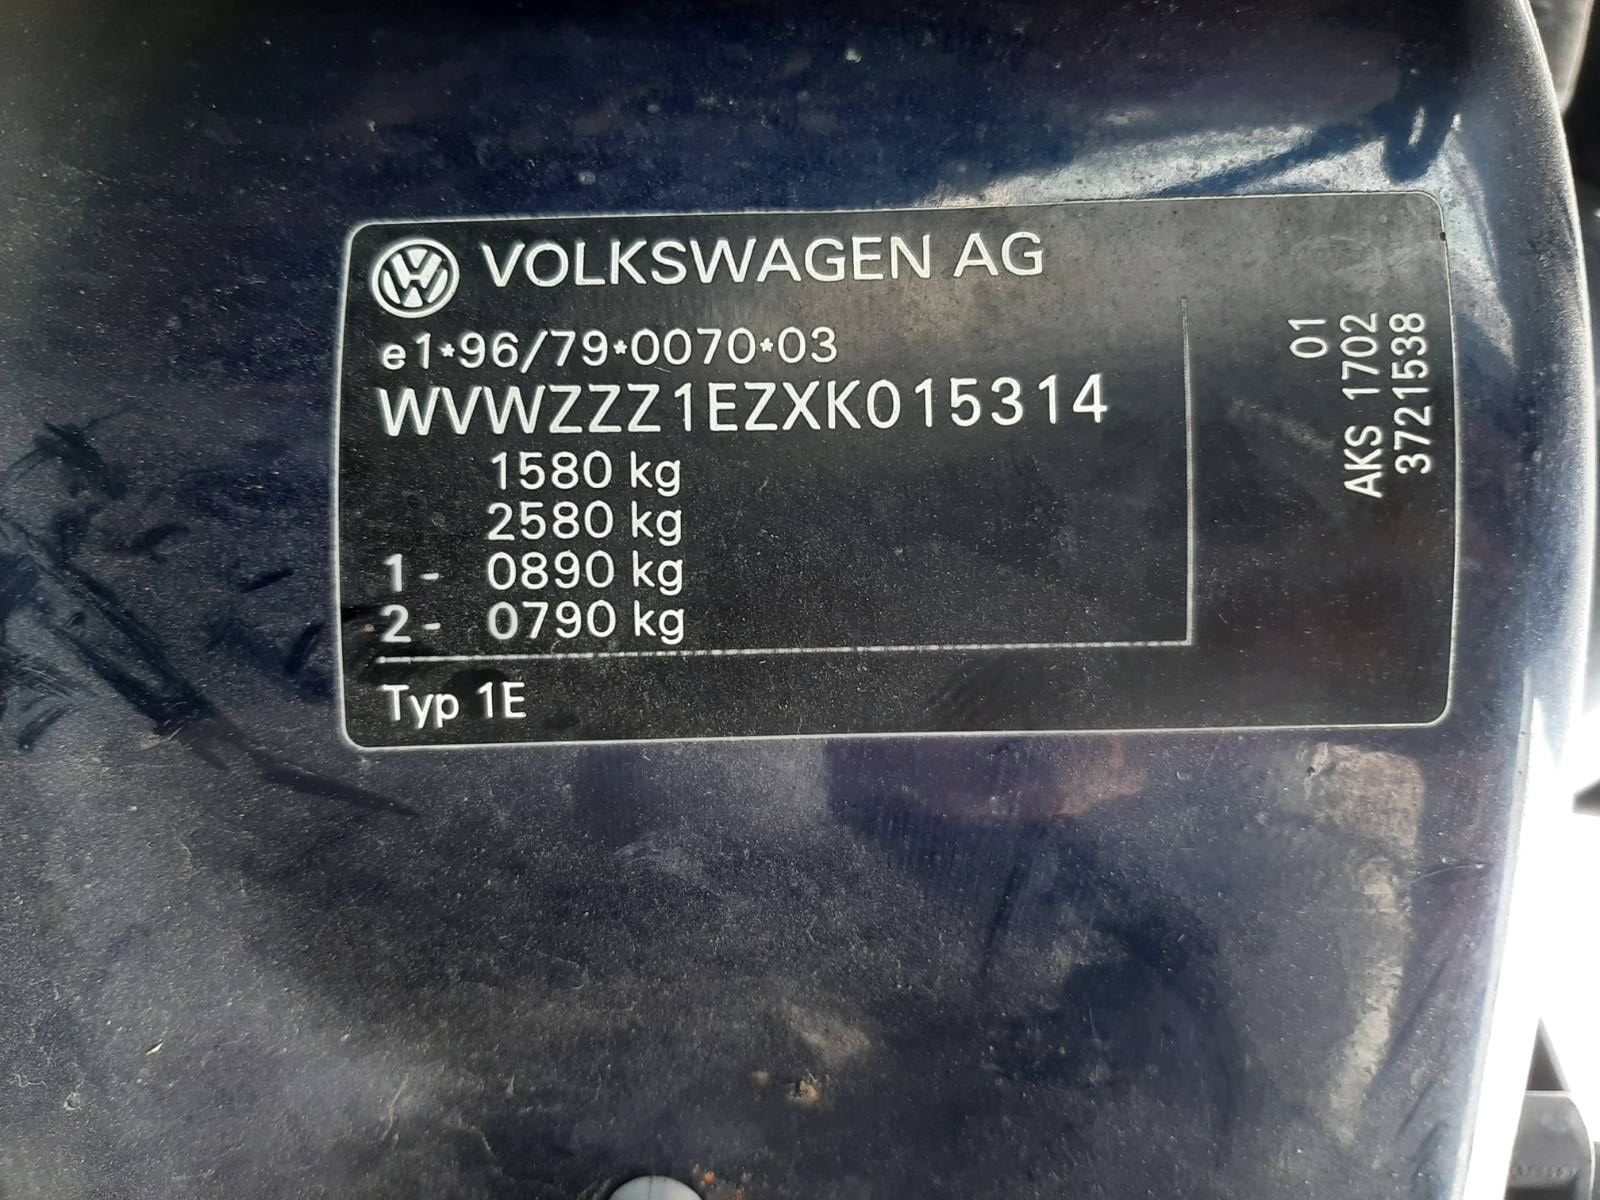 VOLKSWAGEN AG
e1*96/79*0070*03
WVWZZZ1EZXK015314
1580 kg
2580 kg
1- 0890 kg
2- 0790 kg
Typ 1E
01
AKS 1702
3721538